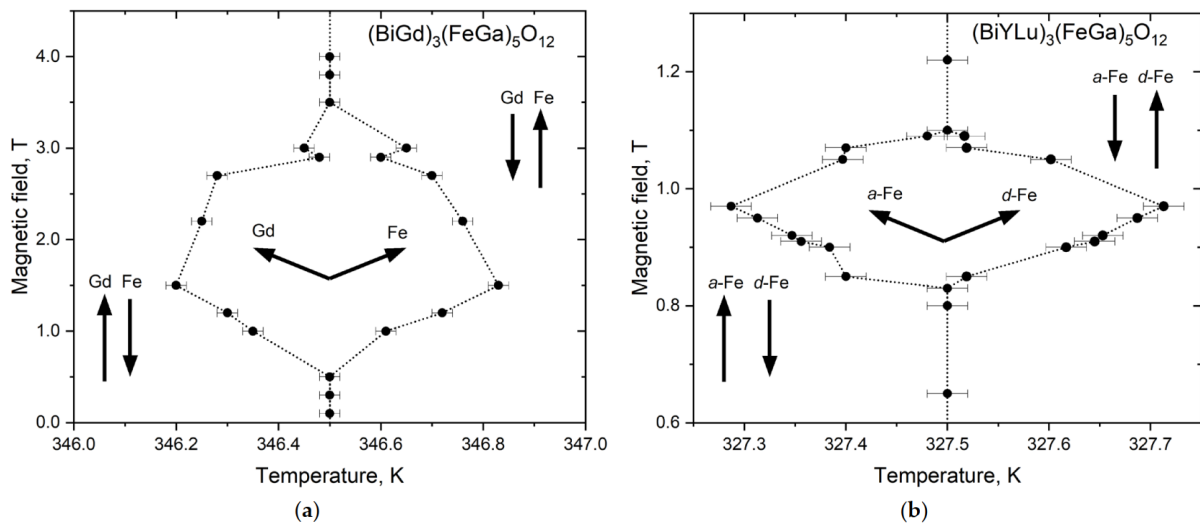 (BiGd)₃(FeGa)₅O₁₂
4.0
3.0
2.0
1.0
0.0
Magnetic field, T
Gd Fe
Gd Fe
Gd Fe
346.0 346.2 346.4 346.6 346.8 347.0
Temperature, K
(a)
(BiYLu)₃(FeGa)₅O₁₂
1.2
1.0
0.8
0.6
Magnetic field, T
a-Fe d-Fe
a-Fe d-Fe
a-Fe d-Fe
327.3 327.4 327.5 327.6 327.7
Temperature, K
(b)